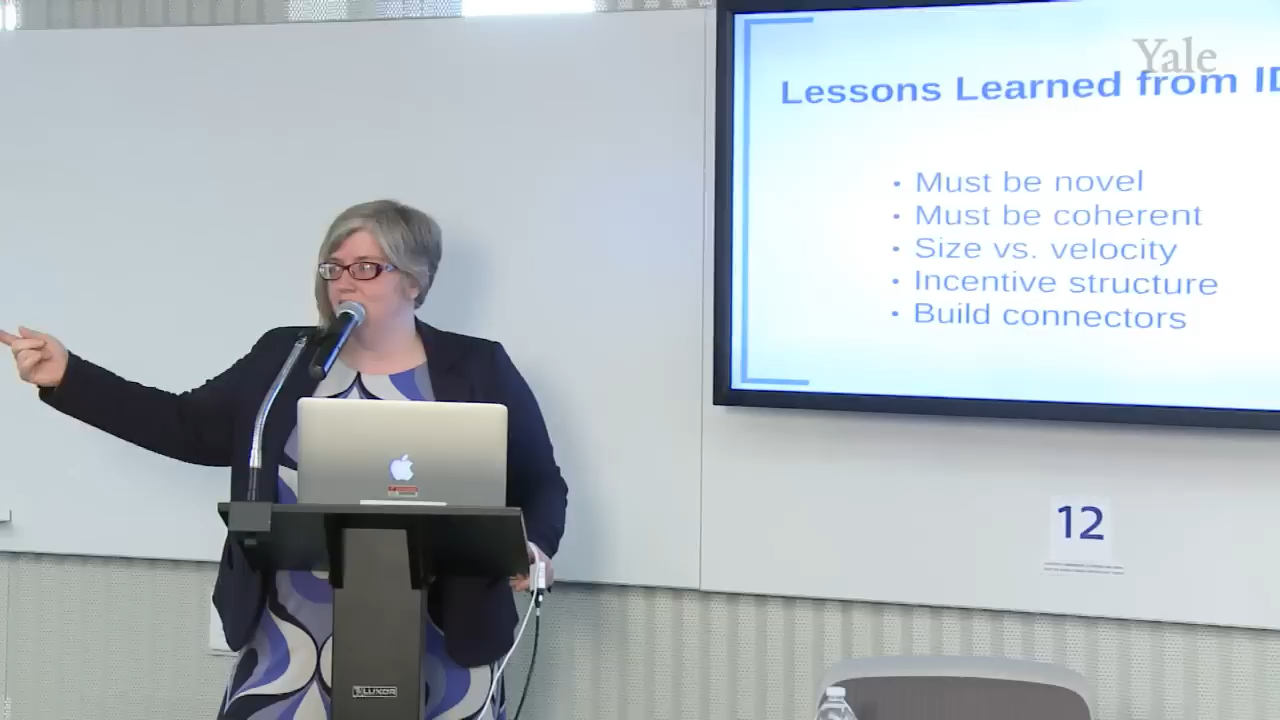 Yale
Lessons Learned from ID
• Must be novel
• Must be coherent
• Size vs. velocity
• Incentive structure
• Build connectors
12
LUXOR